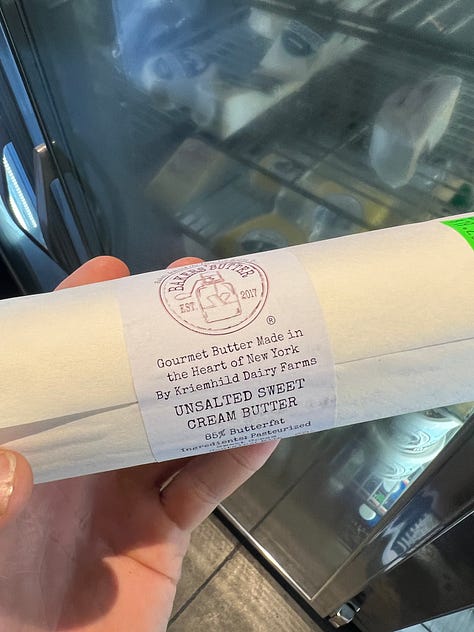 BAKERS BUTTER
EST. 2017
®
Gourmet Butter Made in
the Heart of New York
By Kriemhild Dairy Farms
UNSALTED SWEET
CREAM BUTTER
85% Butterfat
Ingredients: Pasteurized